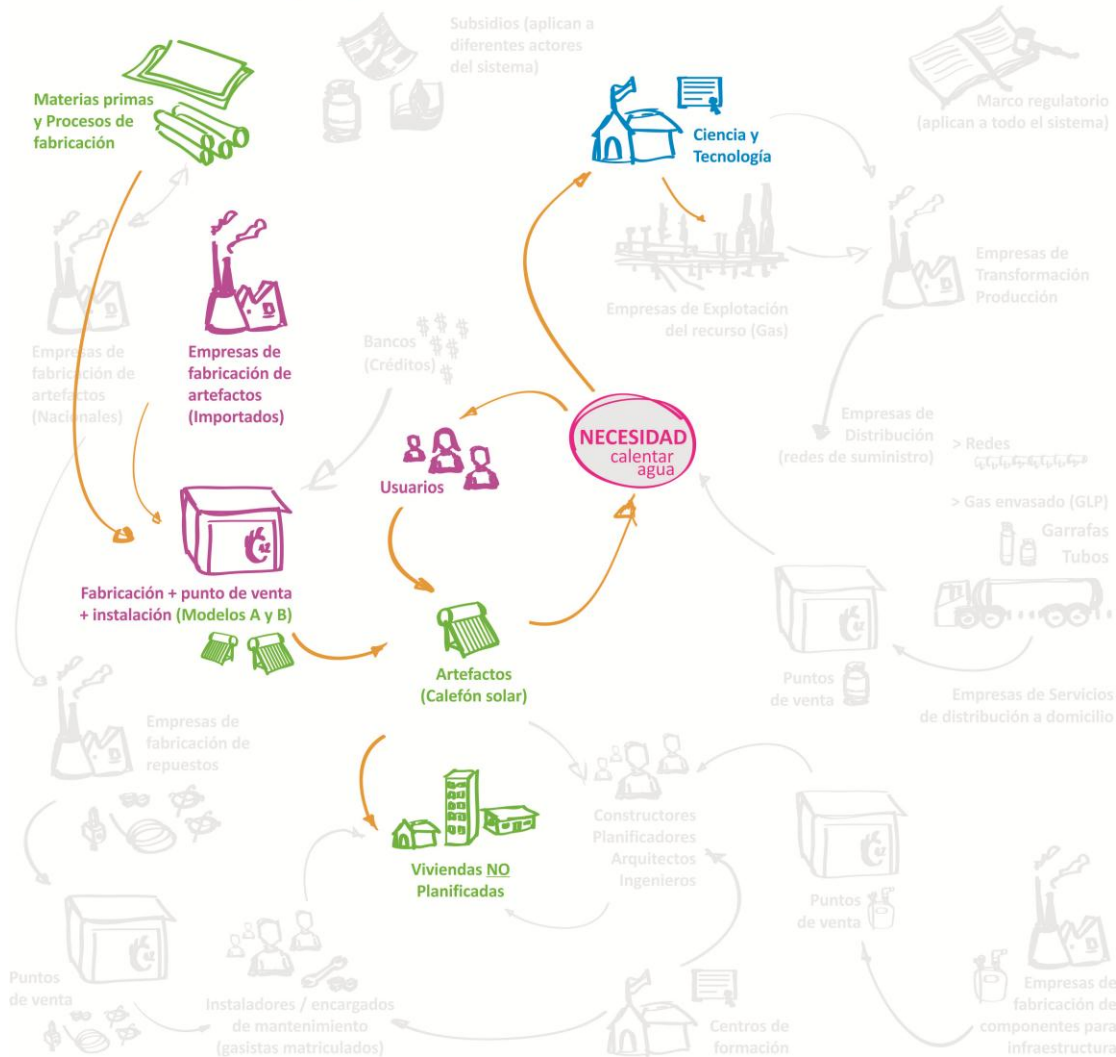 Subsidios (aplican a
diferentes actores
del sistema)
Materias primas
y Procesos de
fabricación
Ciencia y
Tecnología
Marco regulatorio
(aplican a todo el sistema)
Empresas de
fabricación de
artefactos
(Nacionales)
Empresas de
fabricación de
artefactos
(Importados)
Bancos
(Créditos)
Empresas de Explotación
del recurso (Gas)
Empresas de
Transformación
Producción
NECESIDAD
calentar
agua
Usuarios
Empresas de
Distribución
(redes de suministro)
> Redes
> Gas envasado (GLP)
Garrafas
Tubos
Fabricación + punto de venta
+ instalación (Modelos A y B)
Artefactos
(Calefón solar)
Puntos
de venta
Empresas de Servicios
de distribución a domicilio
Empresas de
fabricación de
repuestos
Constructores
Planificadores
Arquitectos
Ingenieros
Viviendas NO
Planificadas
Puntos
de venta
Puntos
de venta
Instaladores / encargados
de mantenimiento
(gasistas matriculados)
Centros de
formación
Empresas de
fabricación de
componentes para
infraestructura